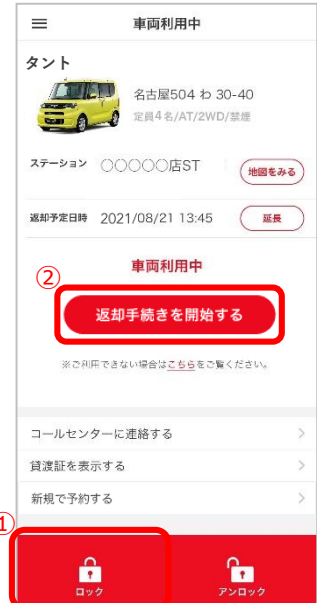 車両利用中
タント
名古屋504 わ 30-40
定員4名/AT/2WD/禁煙
ステーション 〇〇〇〇〇店ST 地図をみる
返却予定日時 2021/08/21 13:45 延長
車両利用中
②
返却手続きを開始する
※ご利用できない場合はこちらをご覧ください。
コールセンターに連絡する
貸渡証を表示する
新規で予約する
①
ロック アンロック